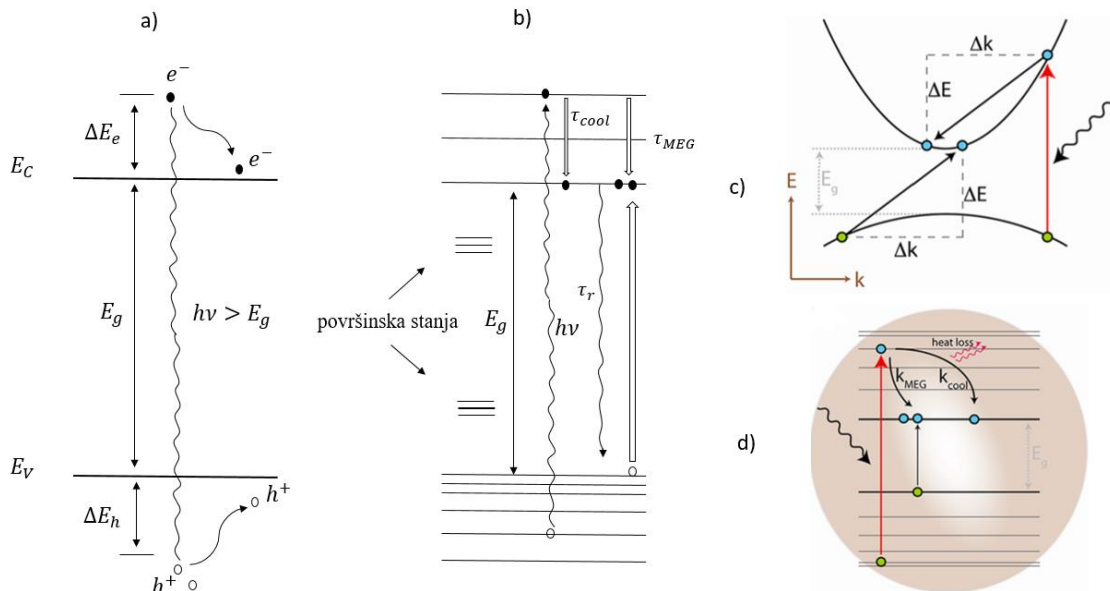 a)
e⁻
ΔE_e
e⁻
E_C
E_g
hν > E_g
E_V
ΔE_h
h⁺
h⁺
b)
τ_cool
τ_MEG
površinska stanja
E_g
hν
τ_r
c)
Δk
ΔE
E_g
E
ΔE
Δk
k
d)
heat loss
k_MEG
k_cool
E_g